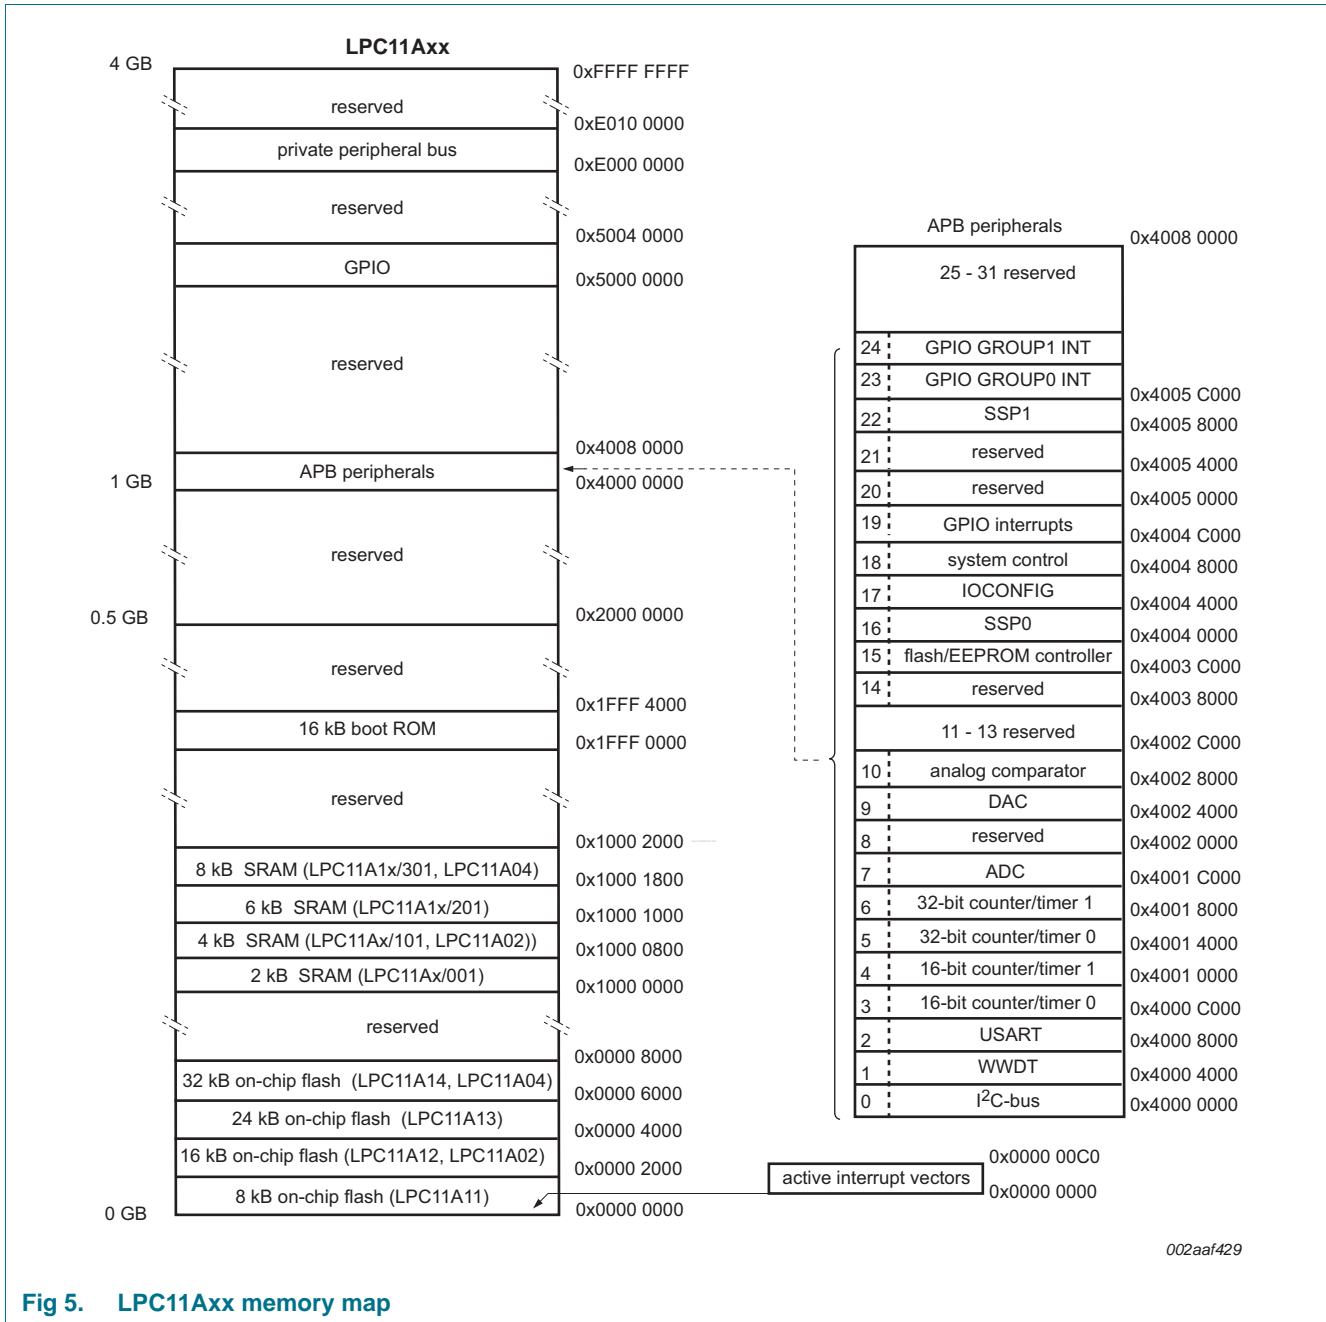 LPC11Axx
4 GB
0xFFFF FFFF
reserved
0xE010 0000
private peripheral bus
0xE000 0000
reserved
0x5004 0000
GPIO
0x5000 0000
reserved
0x4008 0000
APB peripherals
1 GB
0x4000 0000
reserved
0x2000 0000
0.5 GB
reserved
0x1FFF 4000
16 kB boot ROM
0x1FFF 0000
reserved
0x1000 2000
8 kB SRAM (LPC11A1x/301, LPC11A04)
0x1000 1800
6 kB SRAM (LPC11A1x/201)
0x1000 1000
4 kB SRAM (LPC11Ax/101, LPC11A02))
0x1000 0800
2 kB SRAM (LPC11Ax/001)
0x1000 0000
reserved
0x0000 8000
32 kB on-chip flash (LPC11A14, LPC11A04)
0x0000 6000
24 kB on-chip flash (LPC11A13)
0x0000 4000
16 kB on-chip flash (LPC11A12, LPC11A02)
0x0000 2000
8 kB on-chip flash (LPC11A11)
0x0000 0000
0 GB
APB peripherals
0x4008 0000
25 - 31 reserved
24 GPIO GROUP1 INT
23 GPIO GROUP0 INT
0x4005 C000
22 SSP1
0x4005 8000
21 reserved
0x4005 4000
20 reserved
0x4005 0000
19 GPIO interrupts
0x4004 C000
18 system control
0x4004 8000
17 IOCONFIG
0x4004 4000
16 SSP0
0x4004 0000
15 flash/EEPROM controller
0x4003 C000
14 reserved
0x4003 8000
11 - 13 reserved
0x4002 C000
10 analog comparator
0x4002 8000
9 DAC
0x4002 4000
8 reserved
0x4002 0000
7 ADC
0x4001 C000
6 32-bit counter/timer 1
0x4001 8000
5 32-bit counter/timer 0
0x4001 4000
4 16-bit counter/timer 1
0x4001 0000
3 16-bit counter/timer 0
0x4000 C000
2 USART
0x4000 8000
1 WWDT
0x4000 4000
0 I2C-bus
0x4000 0000
0x0000 00C0
active interrupt vectors
0x0000 0000
002aaf429
Fig 5. LPC11Axx memory map